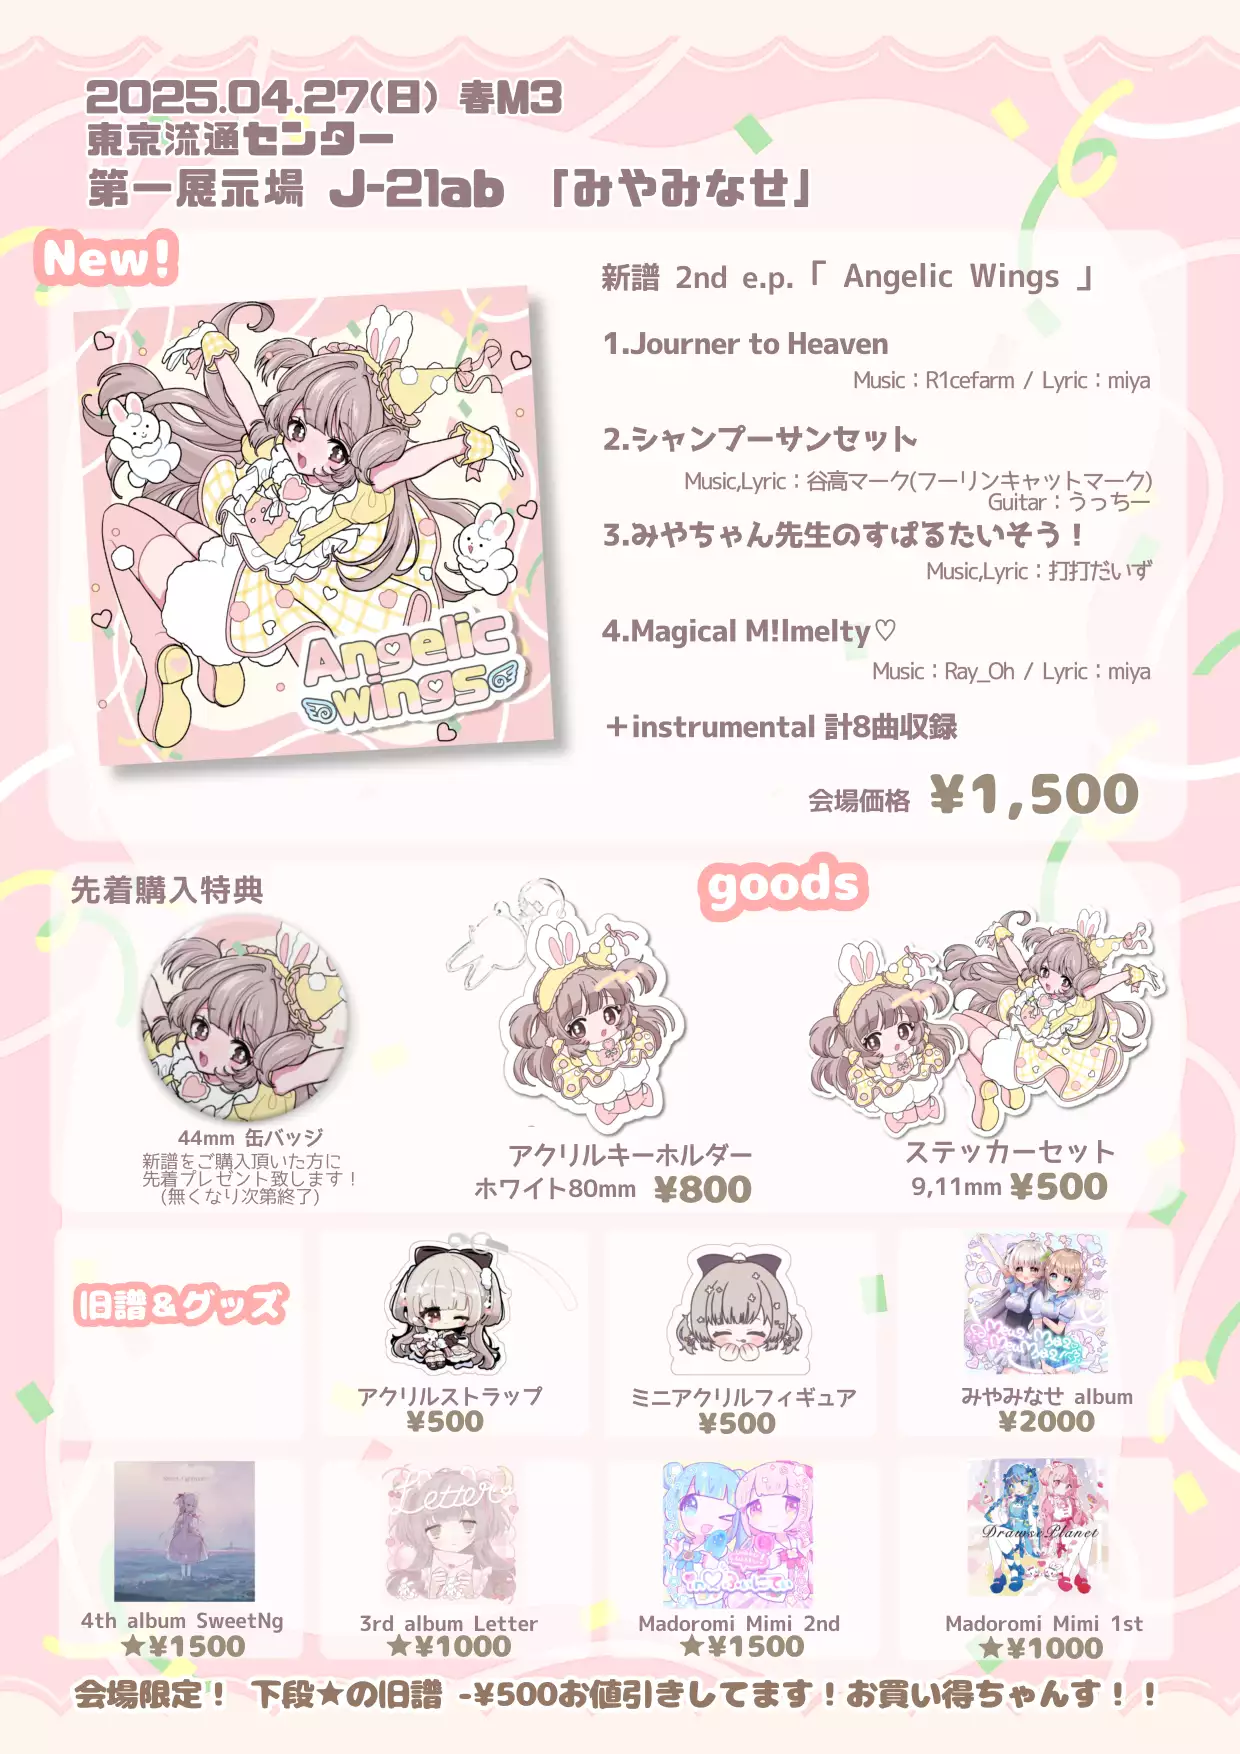 2025.04.27(日) 春M3
東京流通センター
第一展示場 J-21ab 「みやみなせ」
New!
新譜 2nd e.p.「 Angelic Wings 」
1.Journer to Heaven
Music：R1cefarm / Lyric：miya
2.シャンプーサンセット
Music,Lyric：谷高マーク(フーリンキャットマーク)
Guitar：うっちー
3.みやちゃん先生のすぱるたいそう！
Music,Lyric：打打だいず
4.Magical M!lmelty♡
Music：Ray_Oh / Lyric：miya
＋instrumental 計8曲収録
会場価格 ¥1,500
Angelic
wings
先着購入特典
goods
44mm 缶バッジ
新譜をご購入頂いた方に
先着プレゼント致します！
(無くなり次第終了)
アクリルキーホルダー
ホワイト80mm ¥800
ステッカーセット
9,11mm ¥500
旧譜＆グッズ
アクリルストラップ
¥500
ミニアクリルフィギュア
¥500
みやみなせ album
¥2000
4th album SweetNg
★¥1500
Letter
3rd album Letter
★¥1000
Madoromi Mimi 2nd
★¥1500
Drawsé Planet
Madoromi Mimi 1st
★¥1000
会場限定！ 下段★の旧譜 -¥500お値引きしてます！お買い得ちゃんす！！